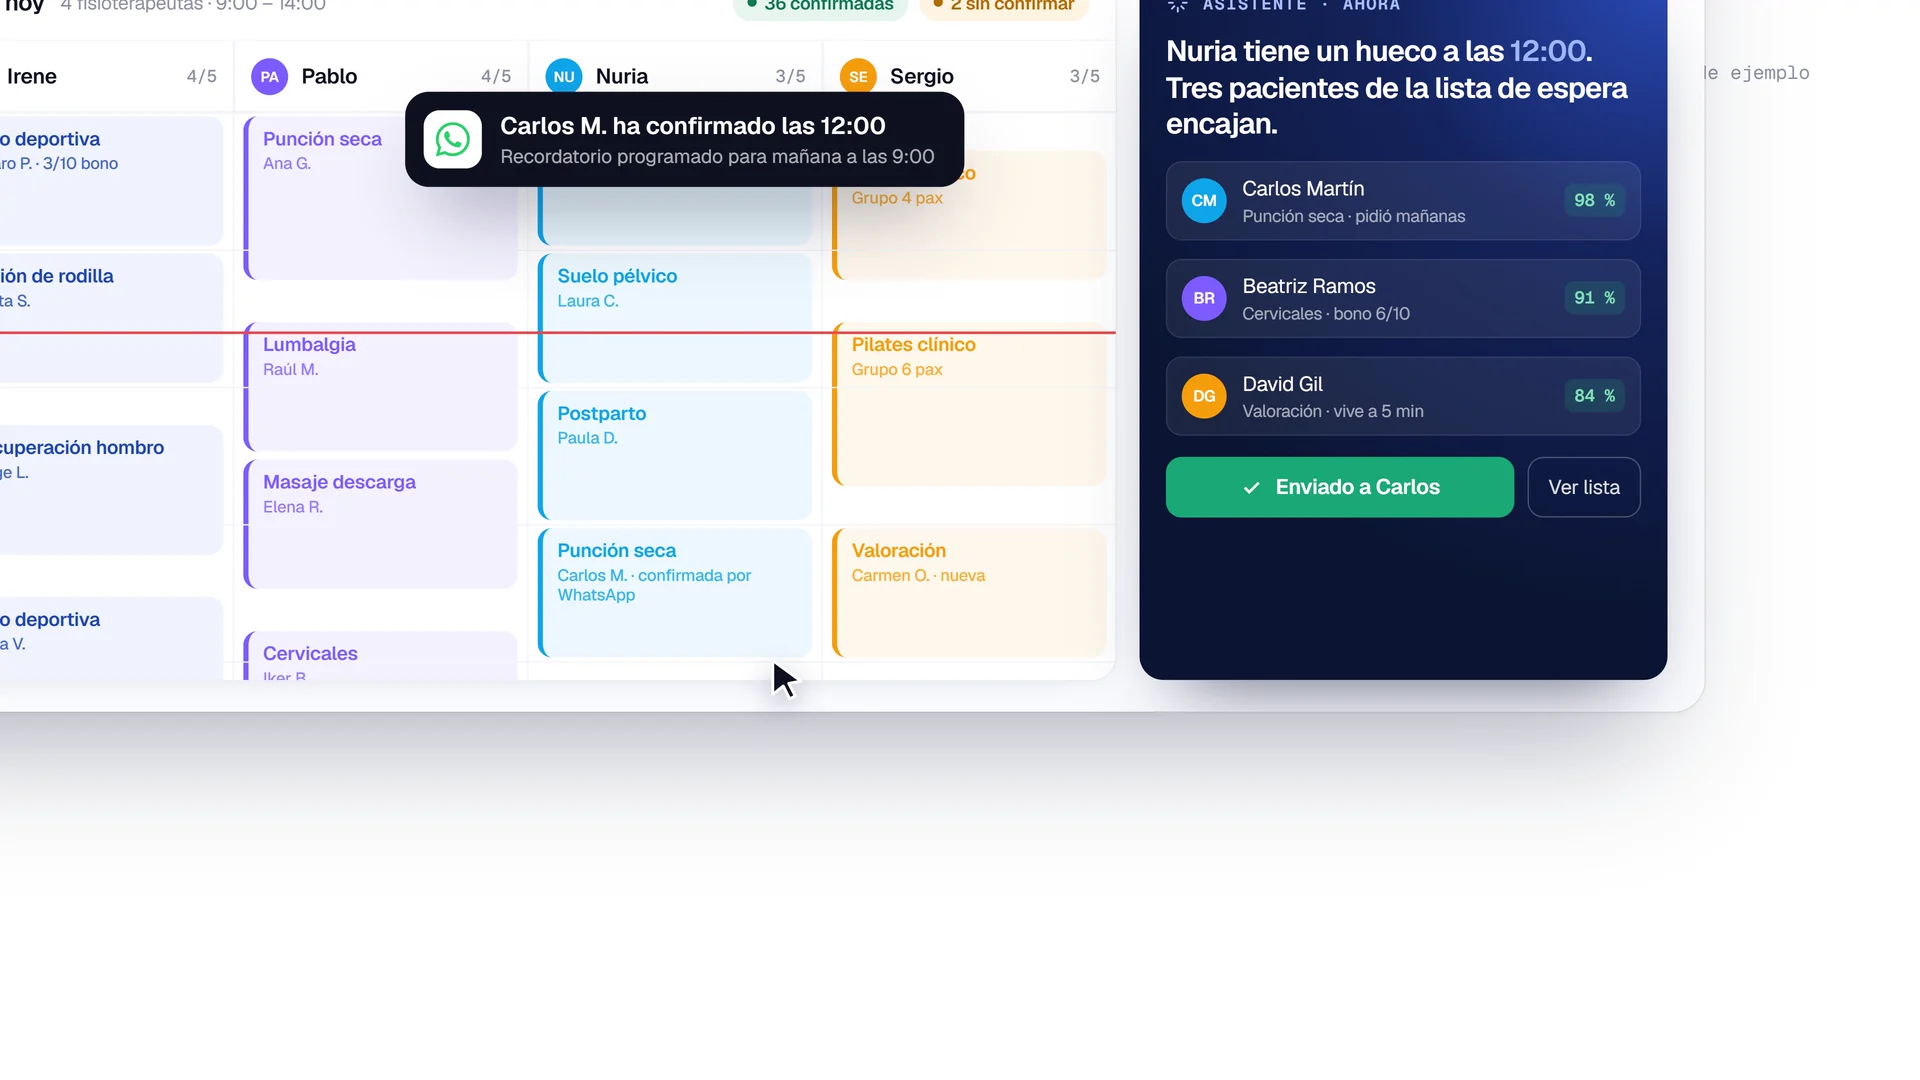 hoy 4 fisioterapeutas · 9:00 – 14:00
36 confirmadas
2 sin confirmar
Irene 4/5
PA Pablo 4/5
NU Nuria 3/5
SE Sergio 3/5
Carlos M. ha confirmado las 12:00
Recordatorio programado para mañana a las 9:00
o deportiva
ro P. · 3/10 bono
ión de rodilla
ta S.
cuperación hombro
ge L.
o deportiva
a V.
Punción seca
Ana G.
Lumbalgia
Raúl M.
Masaje descarga
Elena R.
Cervicales
Iker B.
Suelo pélvico
Laura C.
Postparto
Paula D.
Punción seca
Carlos M. · confirmada por
WhatsApp
co
Grupo 4 pax
Pilates clínico
Grupo 6 pax
Valoración
Carmen O. · nueva
ASISTENTE · AHORA
Nuria tiene un hueco a las 12:00.
Tres pacientes de la lista de espera
encajan.
CM Carlos Martín 98 %
Punción seca · pidió mañanas
BR Beatriz Ramos 91 %
Cervicales · bono 6/10
DG David Gil 84 %
Valoración · vive a 5 min
Enviado a Carlos
Ver lista
de ejemplo